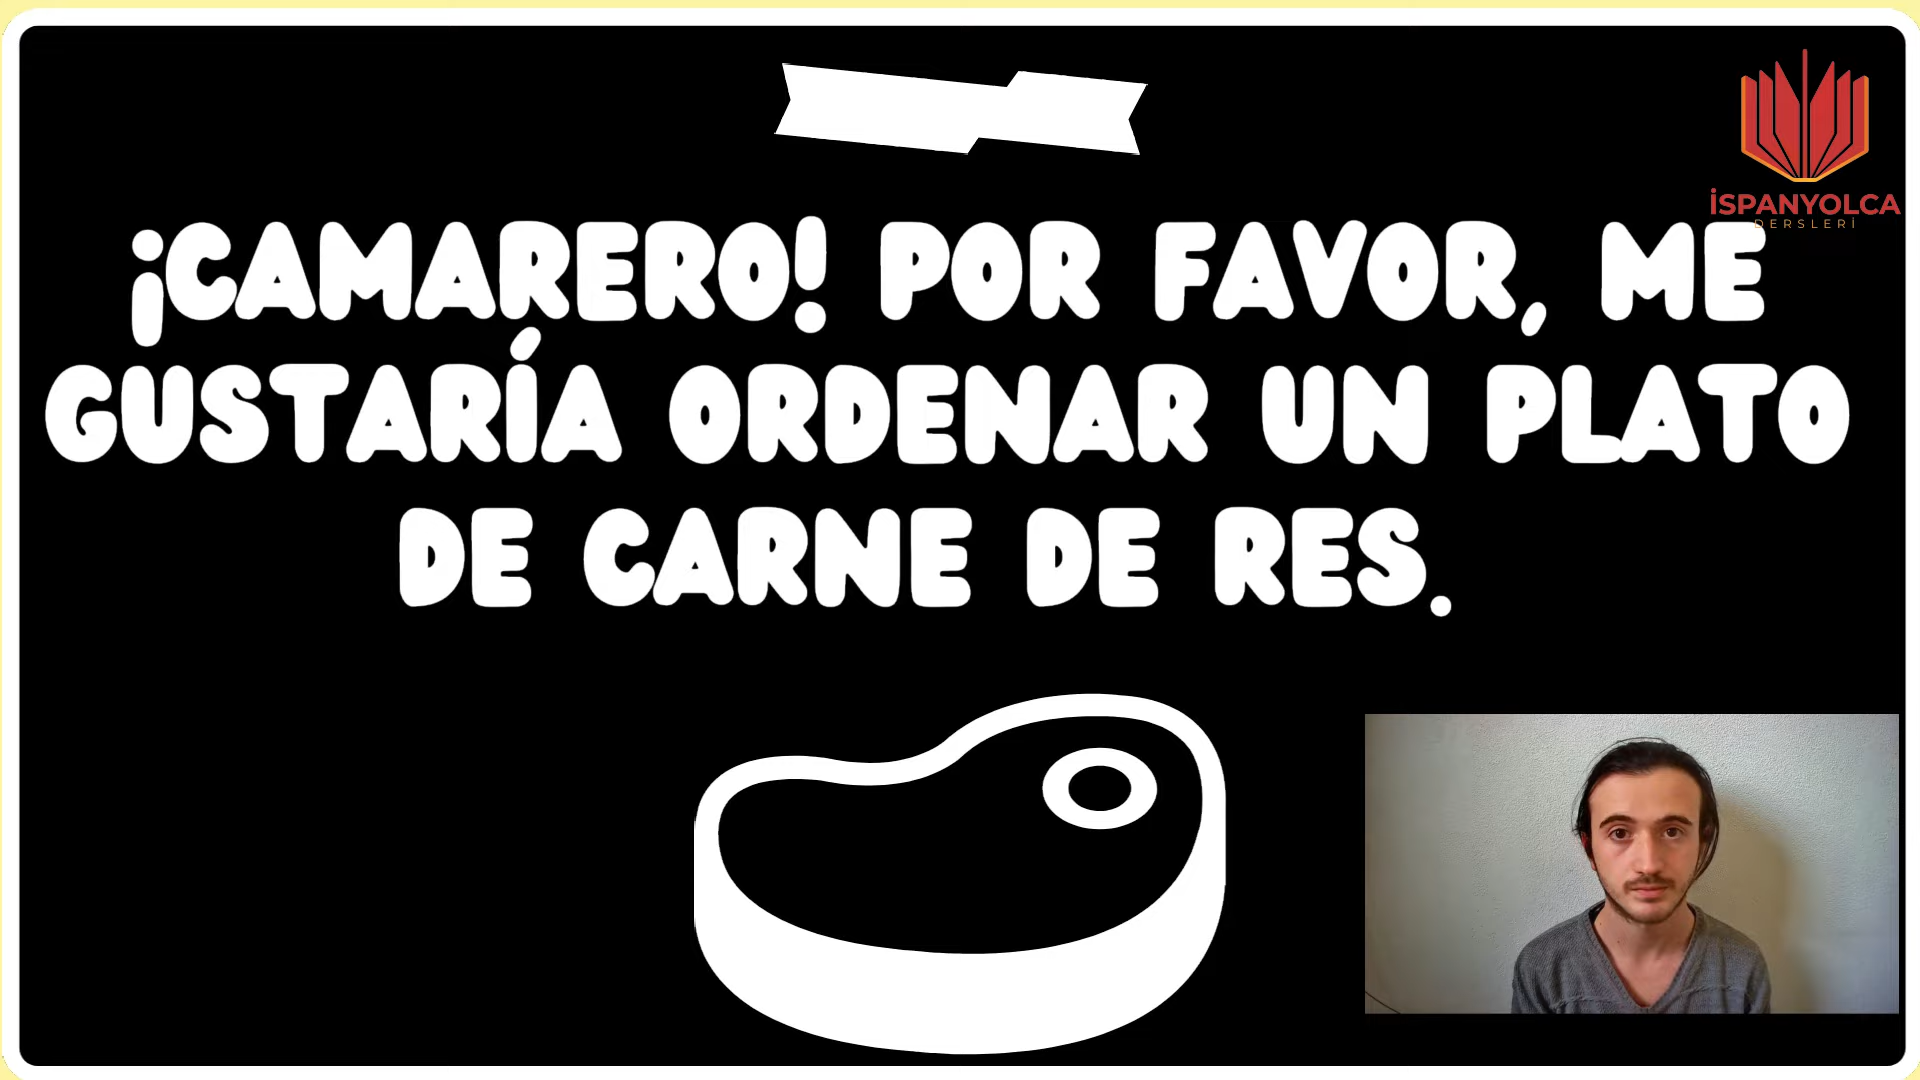 İSPANYOLCA
DERSLERİ
¡CAMARERO! POR FAVOR, ME
GUSTARÍA ORDENAR UN PLATO
DE CARNE DE RES.